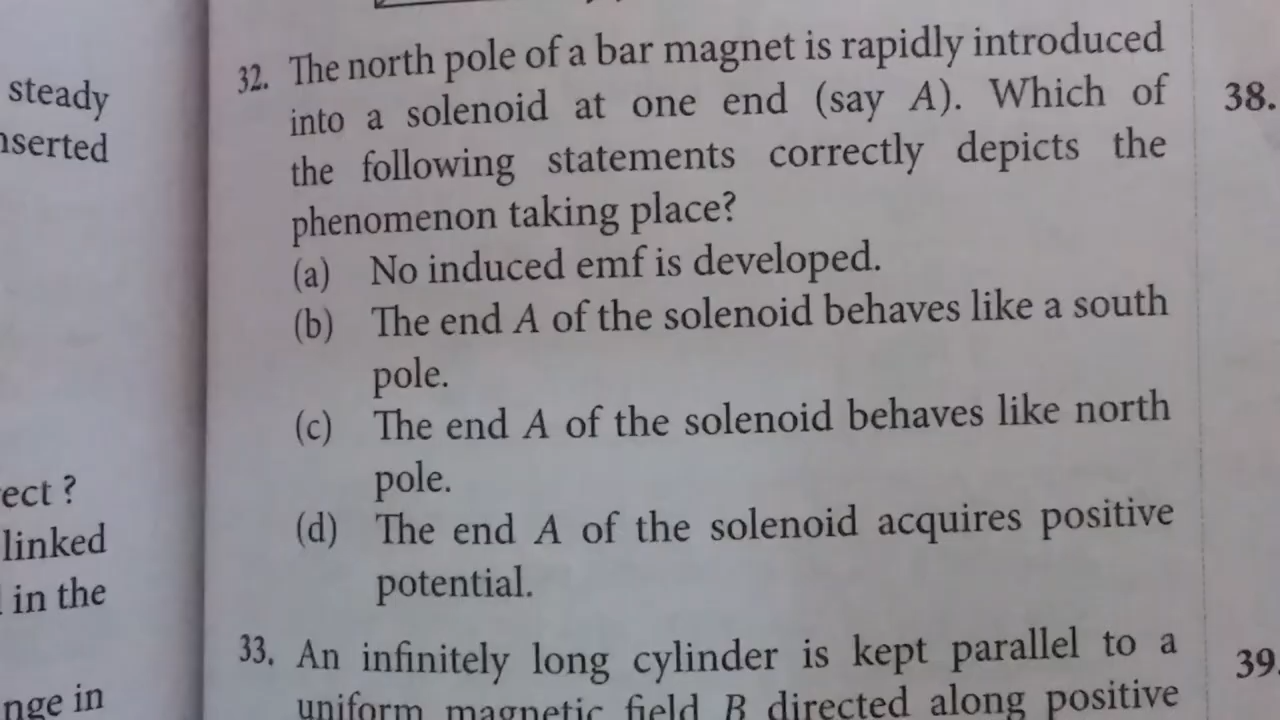 steady
nserted
ect ?
linked
in the
nge in
32. The north pole of a bar magnet is rapidly introduced
into a solenoid at one end (say A). Which of
the following statements correctly depicts the
phenomenon taking place?
(a) No induced emf is developed.
(b) The end A of the solenoid behaves like a south
pole.
(c) The end A of the solenoid behaves like north
pole.
(d) The end A of the solenoid acquires positive
potential.
33. An infinitely long cylinder is kept parallel to a
uniform magnetic field B directed along positive
38.
39.